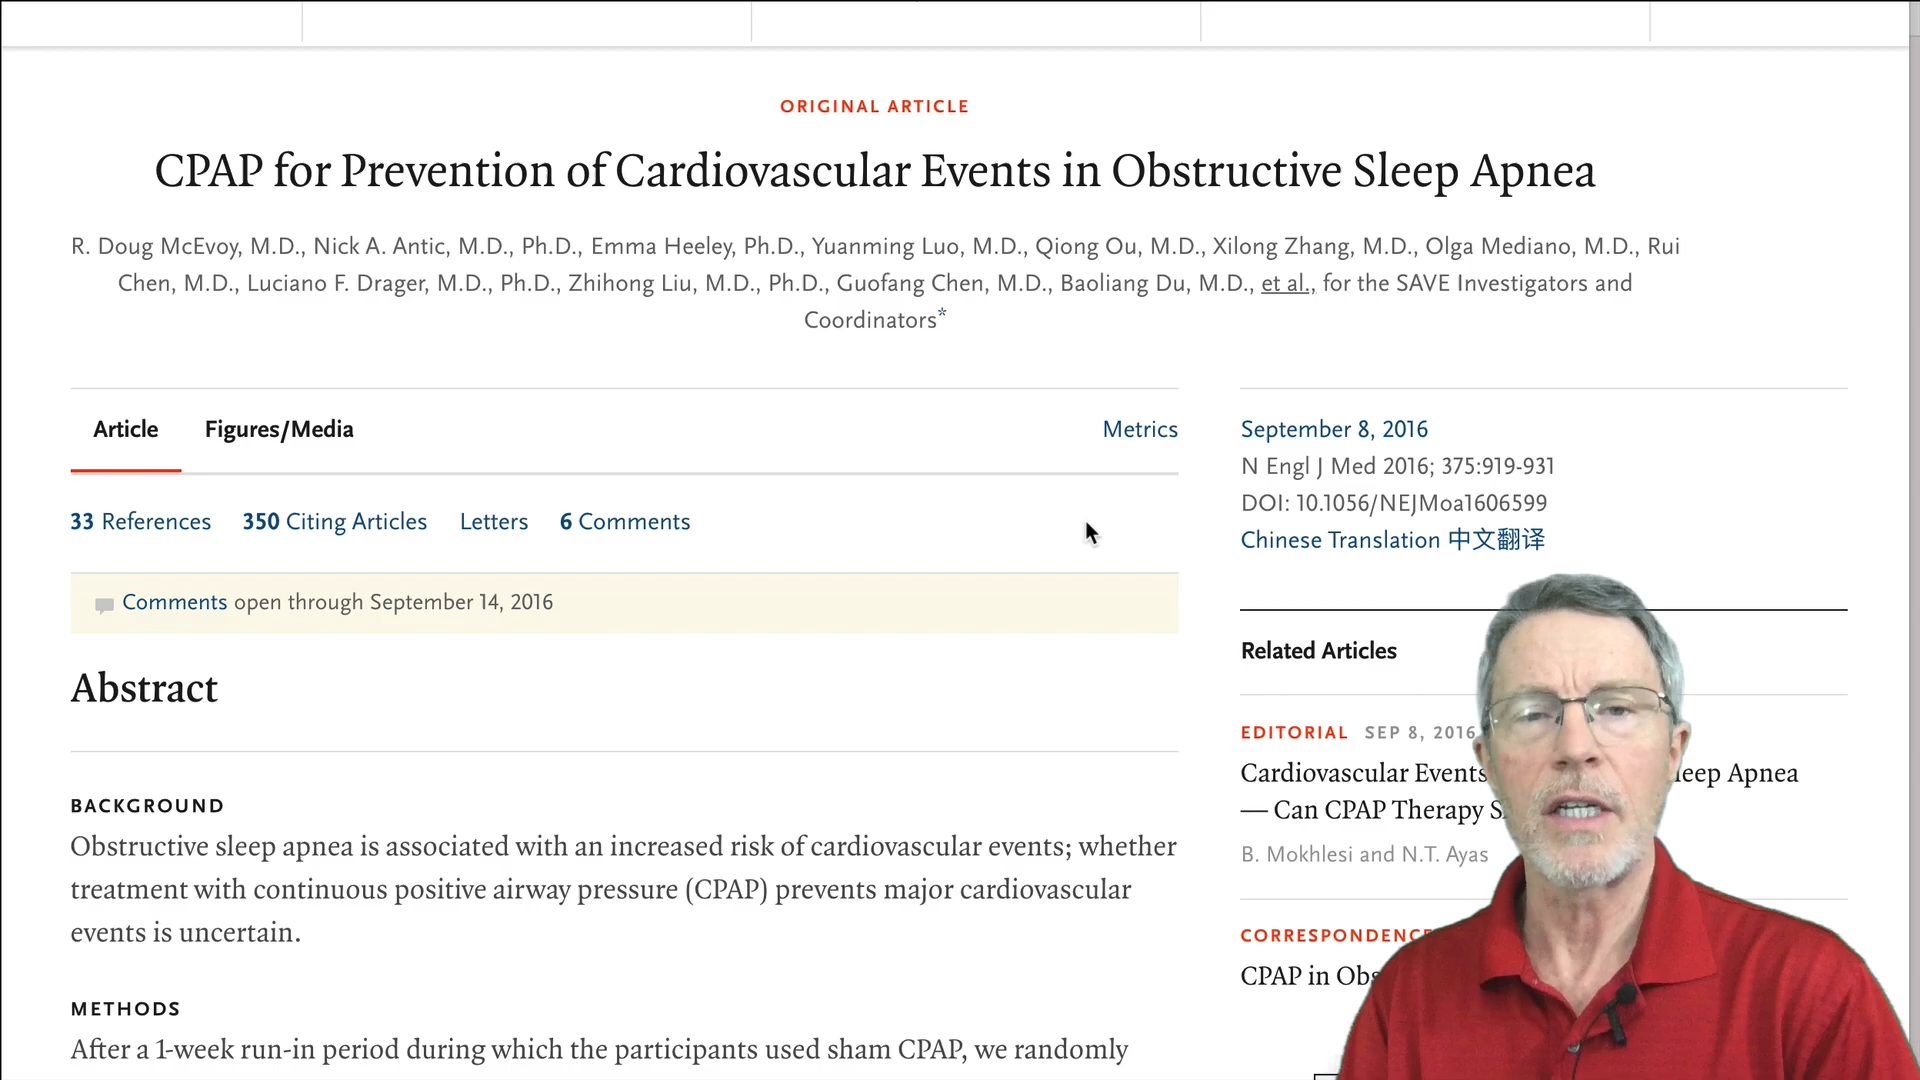 ORIGINAL ARTICLE
CPAP for Prevention of Cardiovascular Events in Obstructive Sleep Apnea
R. Doug McEvoy, M.D., Nick A. Antic, M.D., Ph.D., Emma Heeley, Ph.D., Yuanming Luo, M.D., Qiong Ou, M.D., Xilong Zhang, M.D., Olga Mediano, M.D., Rui
Chen, M.D., Luciano F. Drager, M.D., Ph.D., Zhihong Liu, M.D., Ph.D., Guofang Chen, M.D., Baoliang Du, M.D., et al., for the SAVE Investigators and
Coordinators*
Article Figures/Media Metrics
33 References 350 Citing Articles Letters 6 Comments
Comments open through September 14, 2016
Abstract
BACKGROUND
Obstructive sleep apnea is associated with an increased risk of cardiovascular events; whether
treatment with continuous positive airway pressure (CPAP) prevents major cardiovascular
events is uncertain.
METHODS
After a 1-week run-in period during which the participants used sham CPAP, we randomly
September 8, 2016
N Engl J Med 2016; 375:919-931
DOI: 10.1056/NEJMoa1606599
Chinese Translation 中文翻译
Related Articles
EDITORIAL SEP 8, 2016
Cardiovascular Events Apnea
— Can CPAP Therapy
B. Mokhlesi and N.T. Ayas
CORRESPONDENCE
CPAP in